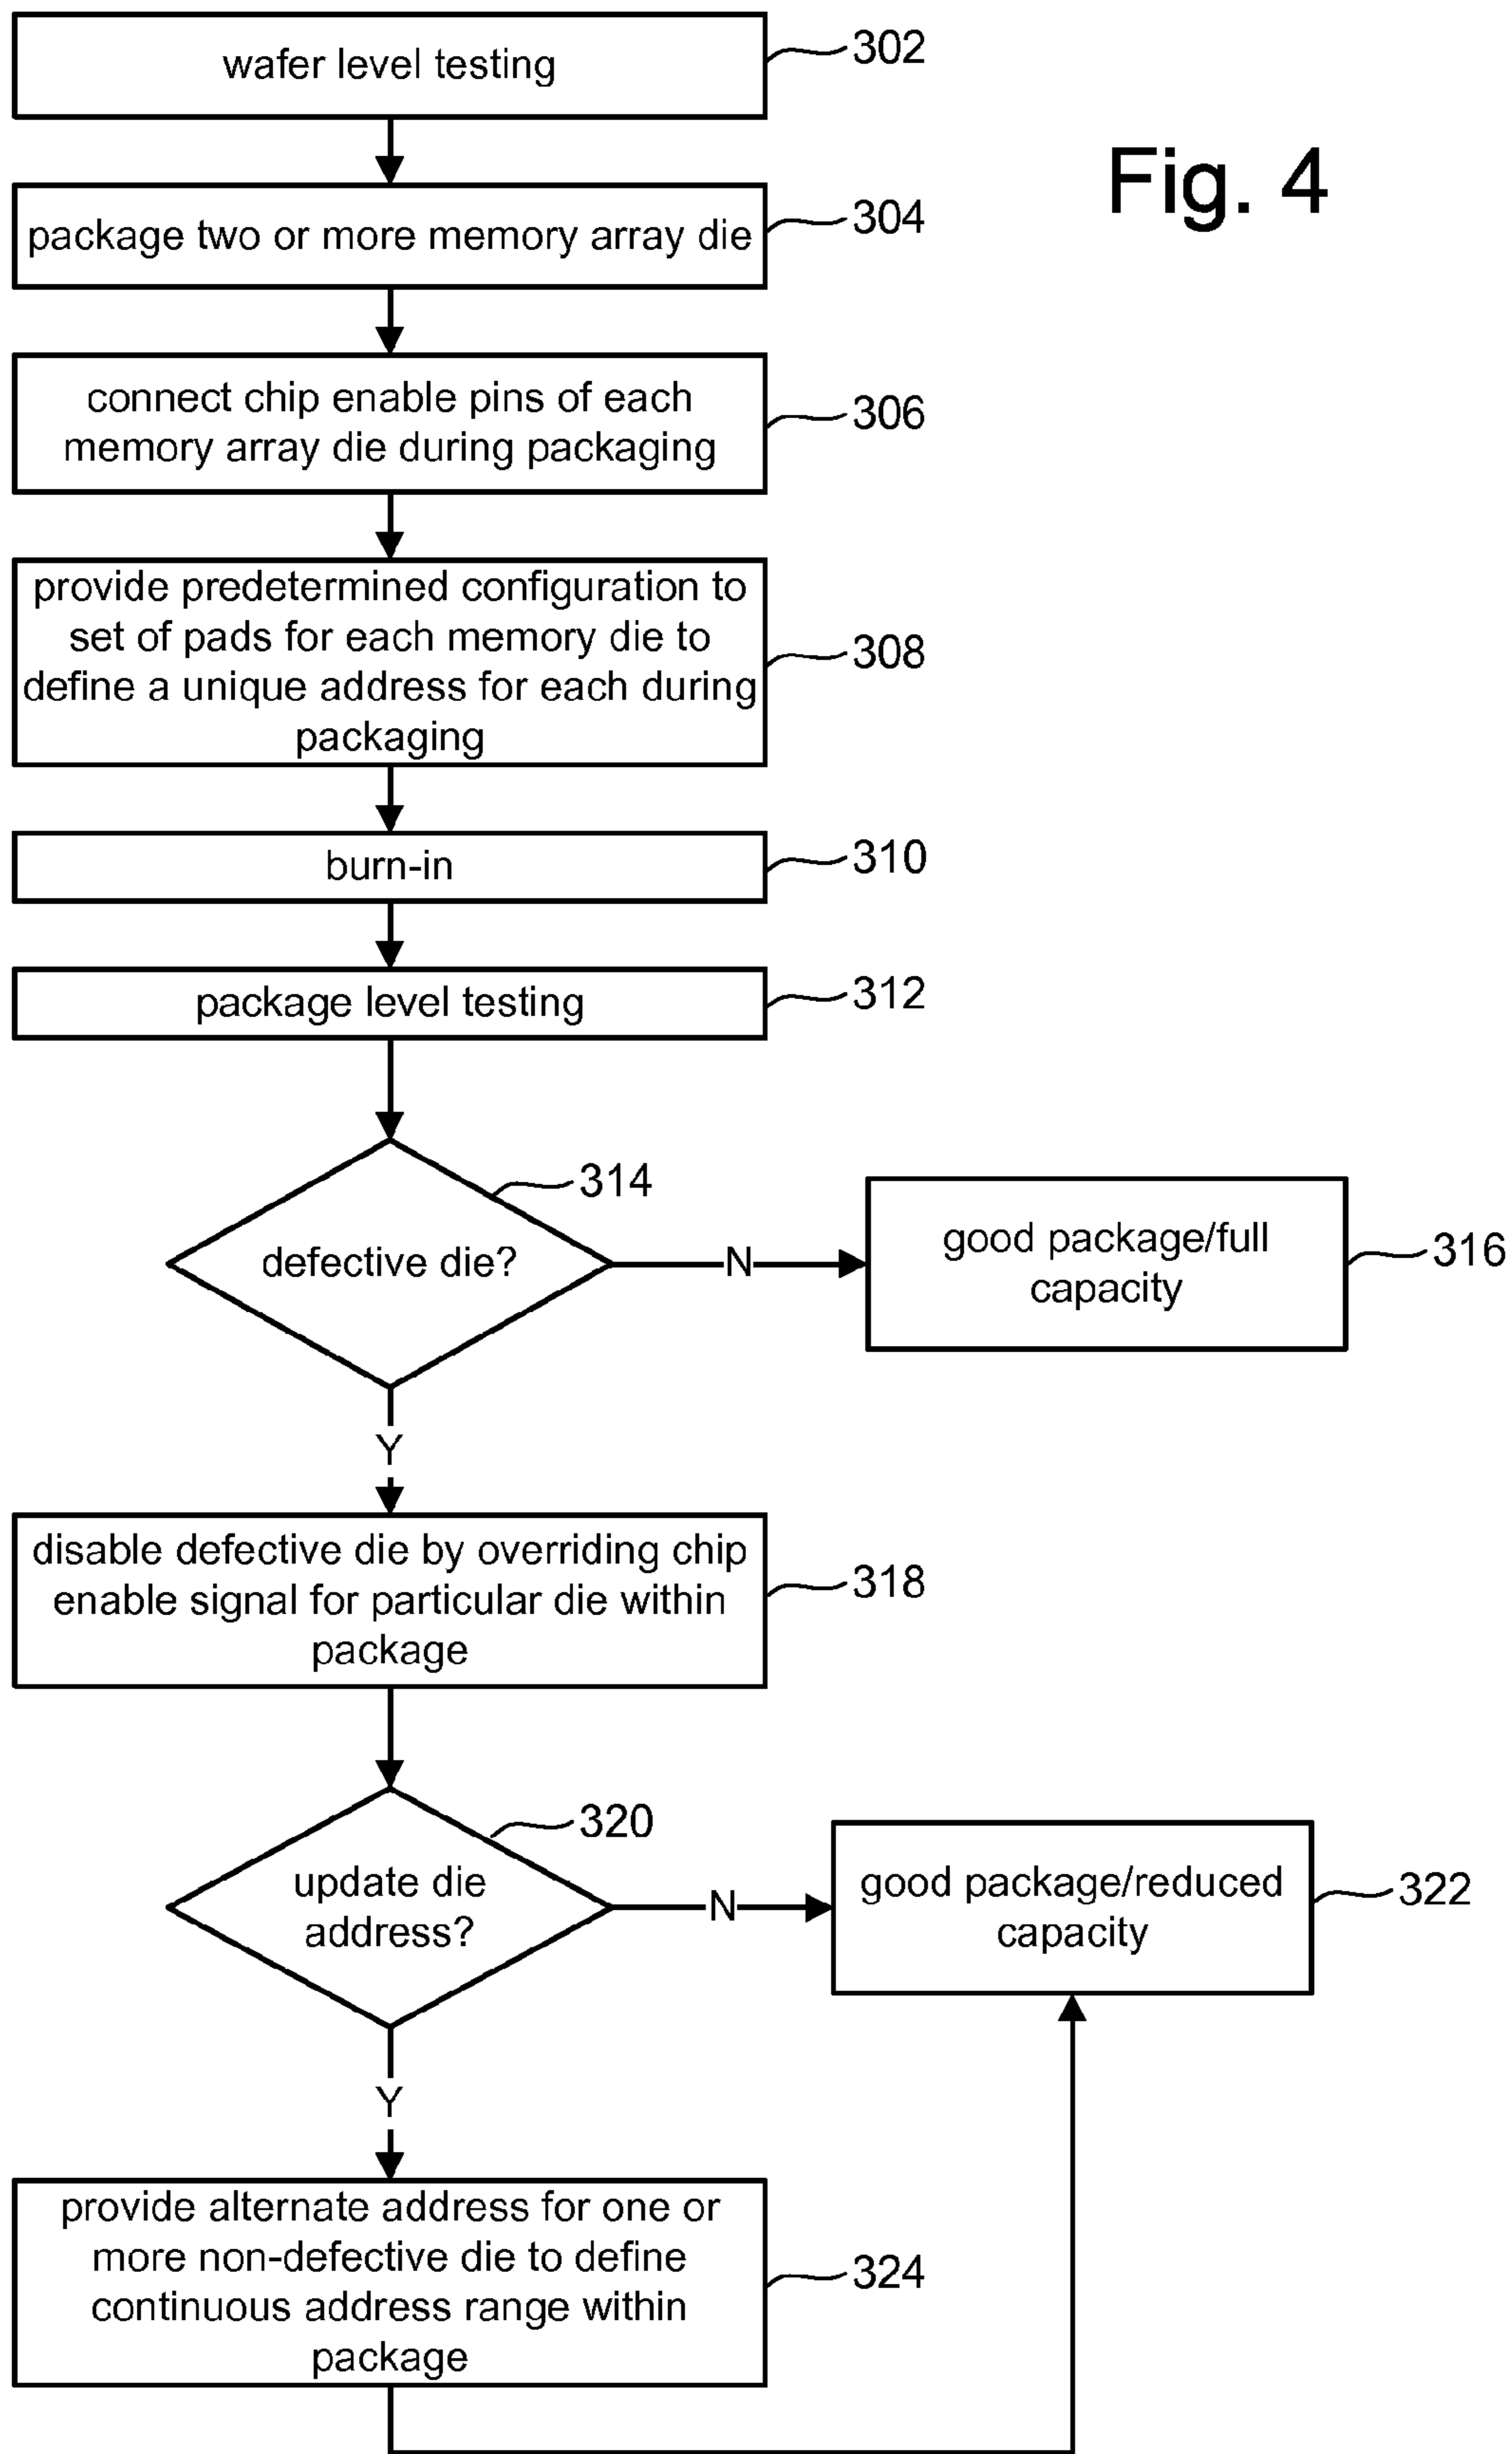 wafer level testing
302
Fig. 4
package two or more memory array die
304
connect chip enable pins of each
memory array die during packaging
306
provide predetermined configuration to
set of pads for each memory die to
define a unique address for each during
packaging
308
burn-in
310
package level testing
312
defective die?
314
N
good package/full
capacity
316
Y
disable defective die by overriding chip
enable signal for particular die within
package
318
update die
address?
320
N
good package/reduced
capacity
322
Y
provide alternate address for one or
more non-defective die to define
continuous address range within
package
324